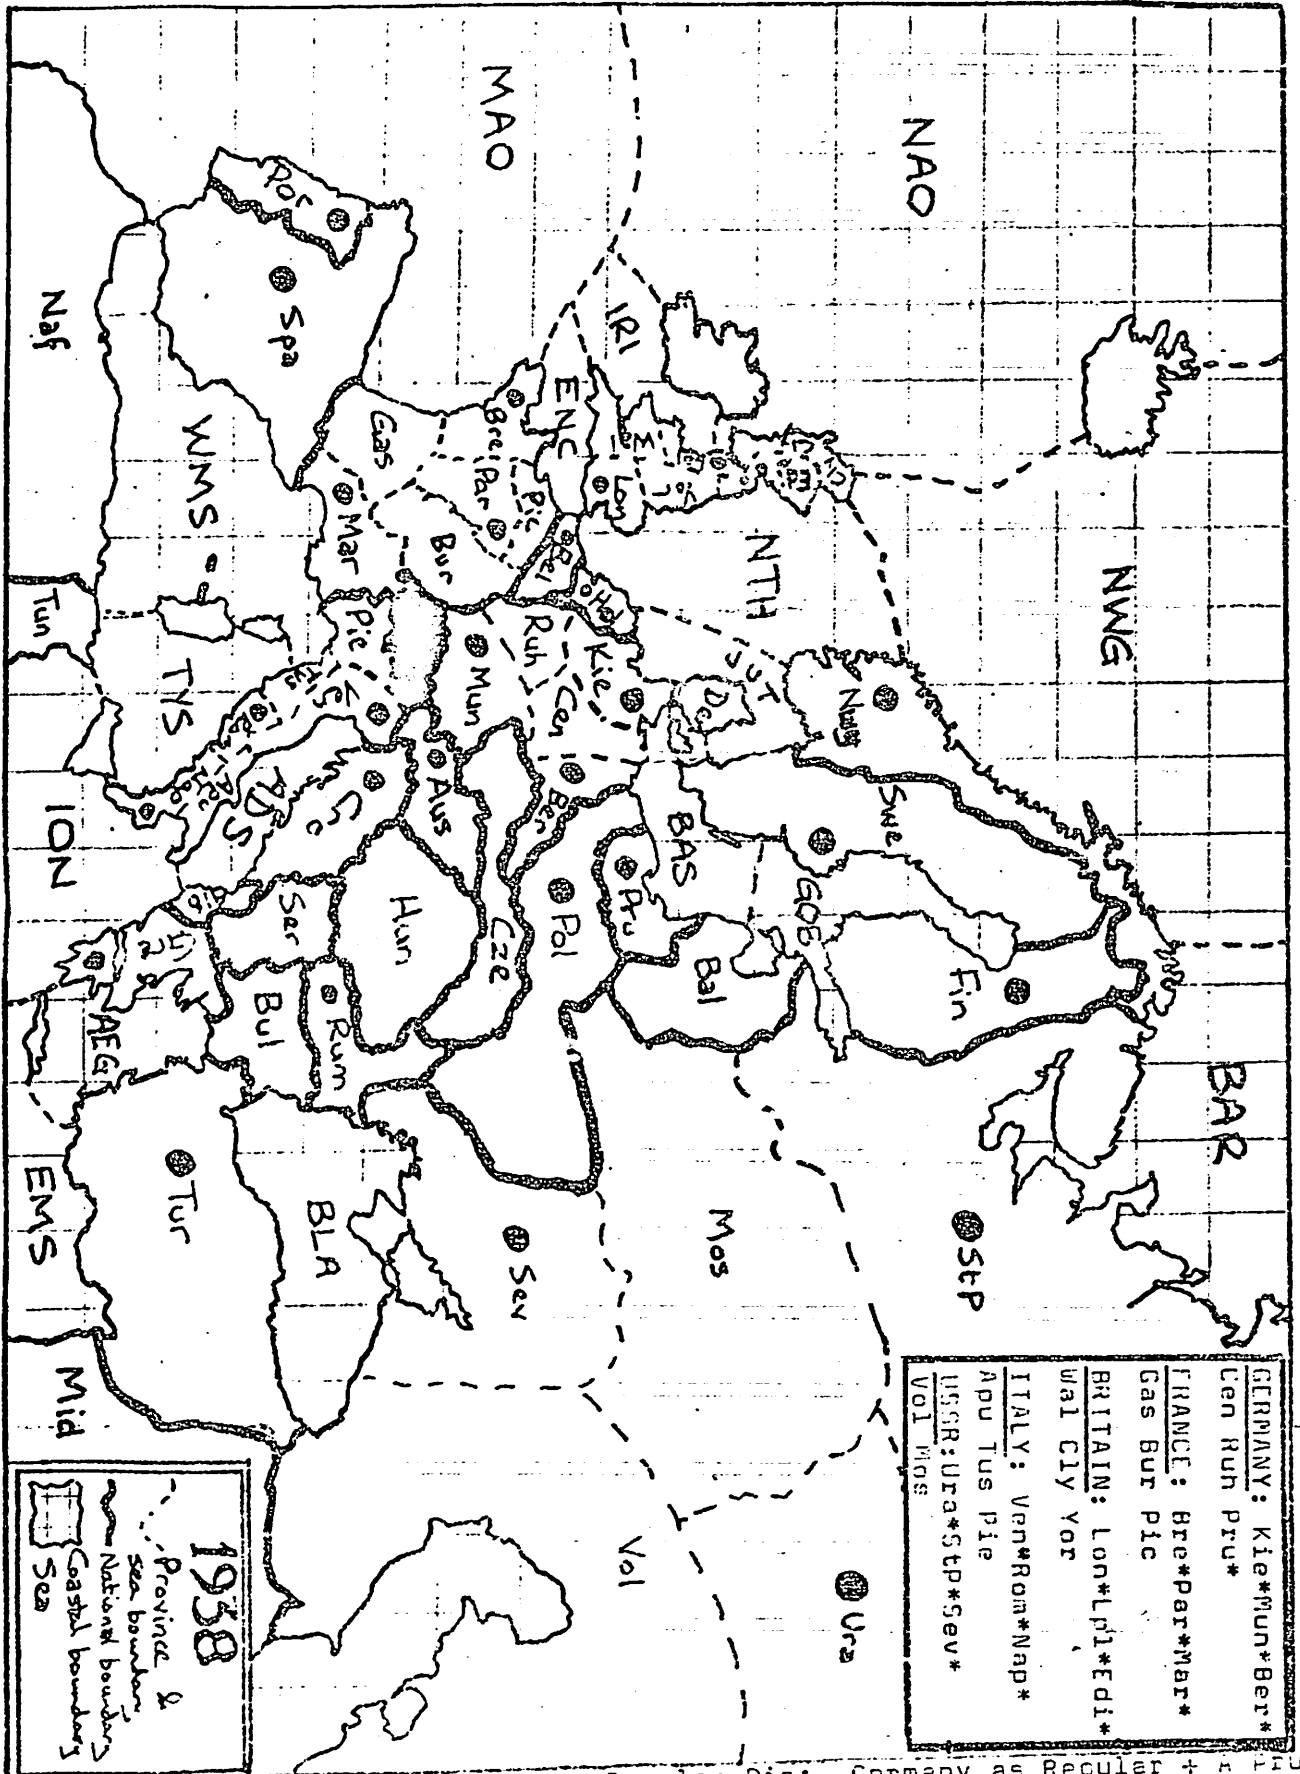 NAO
NWG
BAR
MAO
IRI
ENC
NTH
SKT
GOB
BAS
WMS
TYS
ION
ADS
AEG
EMS
BLA
Por
Spa
Naf
Tun
Gas
Bre
Par
Pic
Mar
Bur
Bel
Hol
Lon
Ruh
Kie
Cen
Mun
Ber
Pie
Nwy
Swe
Fin
Den
Pru
Pol
Bal
Cze
Aus
Hun
Ser
Bul
Rum
Tur
Mid
Sev
Mos
StP
Vol
Ura
GERMANY: Kie*Mun*Ber*
Cen Ruh Pru*
FRANCE: Bre*Par*Mar*
Gas Bur Pic
BRITAIN: Lon*Lpl*Edi*
Wal Cly Yor
ITALY: Ven*Rom*Nap*
Apu Tus Pie
USSR: Ura*StP*Sev*
Vol Mos
1938
Province &
sea boundary
National boundary
Coastal boundary
Sea
Germany as Regular +